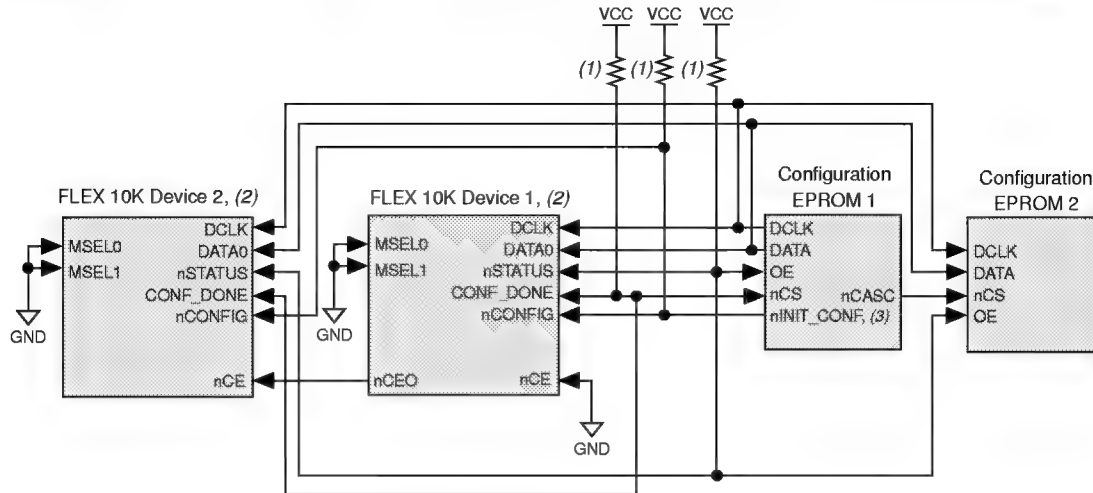 VCC VCC VCC
(1) (1) (1)
FLEX 10K Device 2, (2)
DCLK
DATA0
nSTATUS
CONF_DONE
nCONFIG
nCE
MSEL0
MSEL1
GND
FLEX 10K Device 1, (2)
DCLK
DATA0
nSTATUS
CONF_DONE
nCONFIG
MSEL0
MSEL1
GND
nCEO
nCE
GND
Configuration
EPROM 1
DCLK
DATA
OE
nCS
nCASC
nINIT_CONF, (3)
Configuration
EPROM 2
DCLK
DATA
nCS
OE